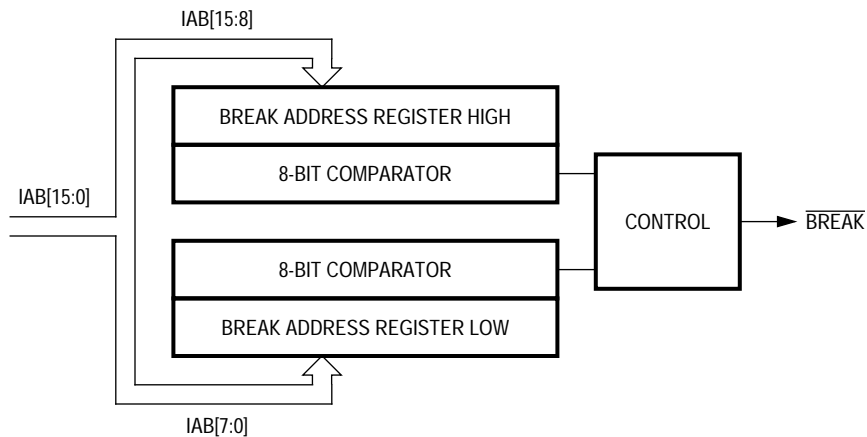 IAB[15:8]
BREAK ADDRESS REGISTER HIGH
8-BIT COMPARATOR
IAB[15:0]
CONTROL
BREAK
8-BIT COMPARATOR
BREAK ADDRESS REGISTER LOW
IAB[7:0]